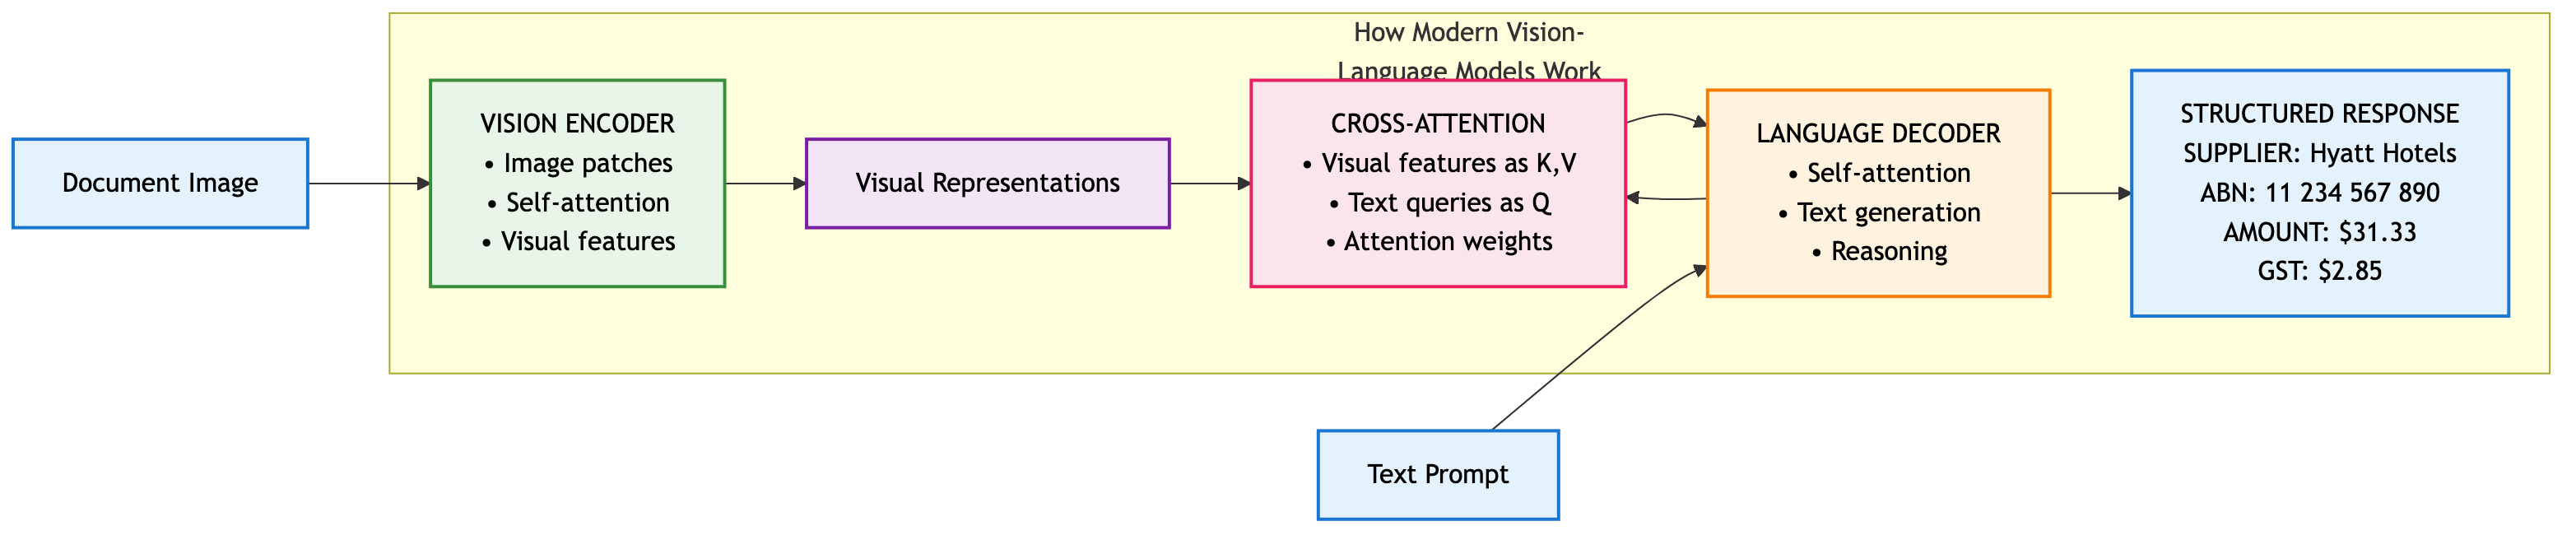 How Modern Vision-
Language Models Work
Document Image
VISION ENCODER
• Image patches
• Self-attention
• Visual features
Visual Representations
CROSS-ATTENTION
• Visual features as K,V
• Text queries as Q
• Attention weights
LANGUAGE DECODER
• Self-attention
• Text generation
• Reasoning
STRUCTURED RESPONSE
SUPPLIER: Hyatt Hotels
ABN: 11 234 567 890
AMOUNT: $31.33
GST: $2.85
Text Prompt